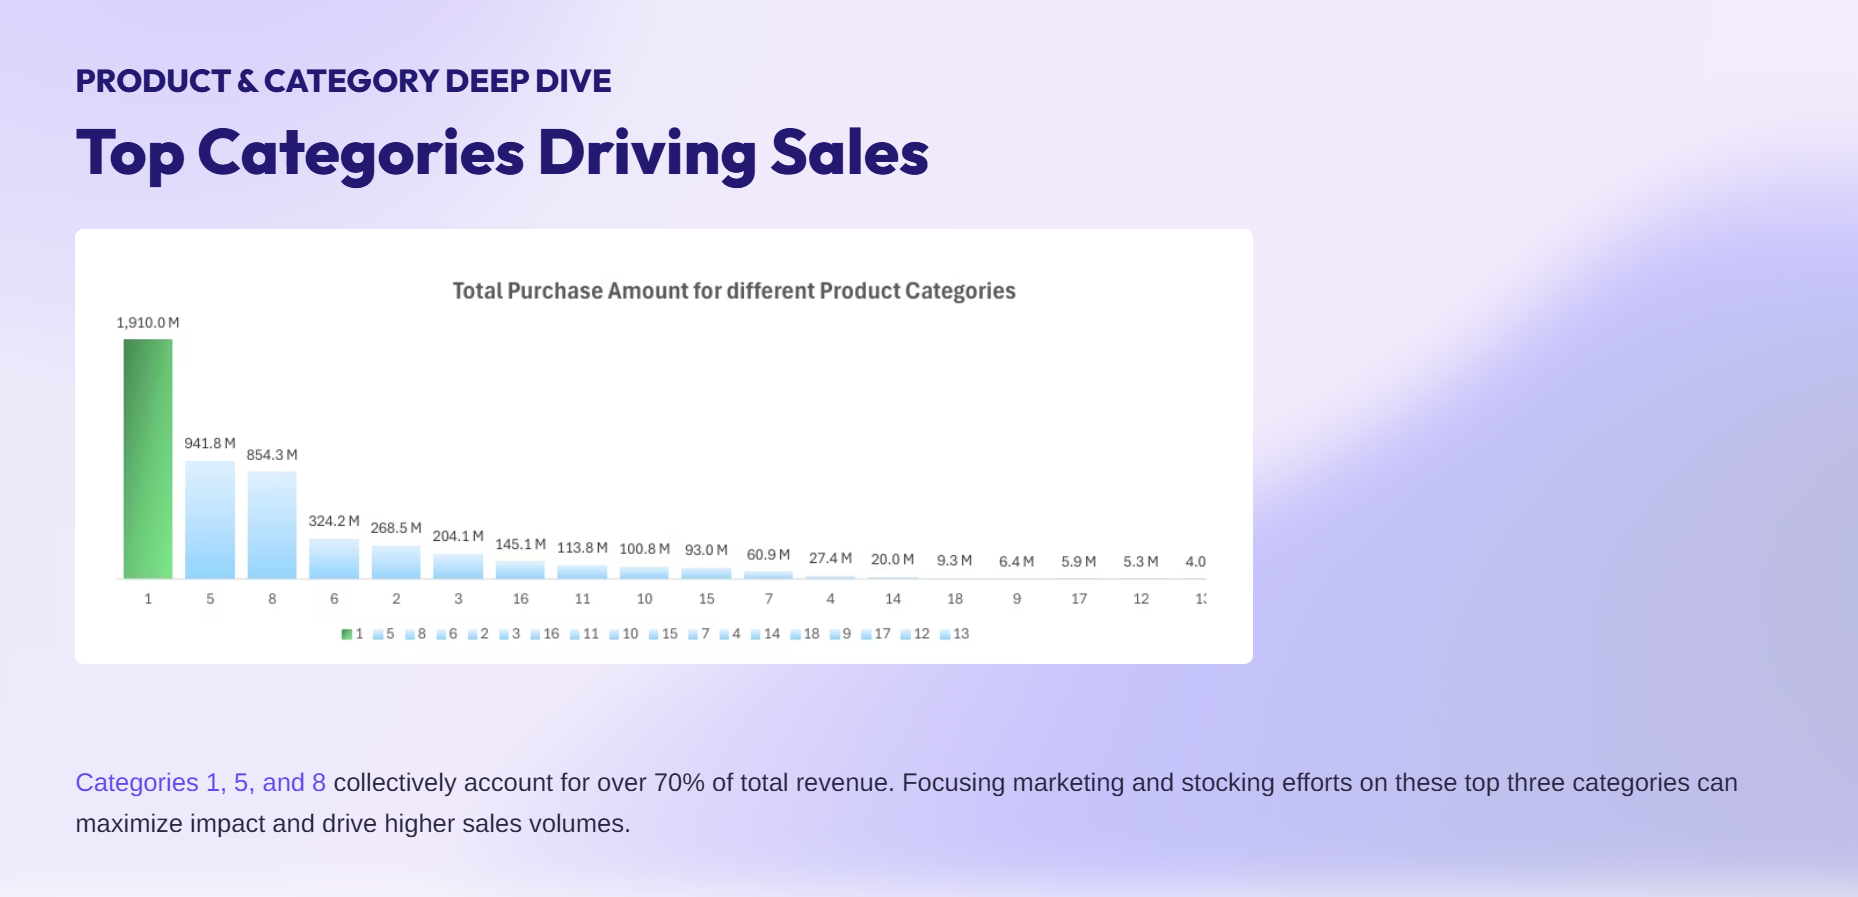 PRODUCT & CATEGORY DEEP DIVE
Top Categories Driving Sales
Total Purchase Amount for different Product Categories
1,910.0 M
941.8 M
854.3 M
324.2 M
268.5 M
204.1 M
145.1 M
113.8 M
100.8 M
93.0 M
60.9 M
27.4 M
20.0 M
9.3 M
6.4 M
5.9 M
5.3 M
4.0
1 5 8 6 2 3 16 11 10 15 7 4 14 18 9 17 12
1 5 8 6 2 3 16 11 10 15 7 4 14 18 9 17 12 13
Categories 1, 5, and 8 collectively account for over 70% of total revenue. Focusing marketing and stocking efforts on these top three categories can
maximize impact and drive higher sales volumes.